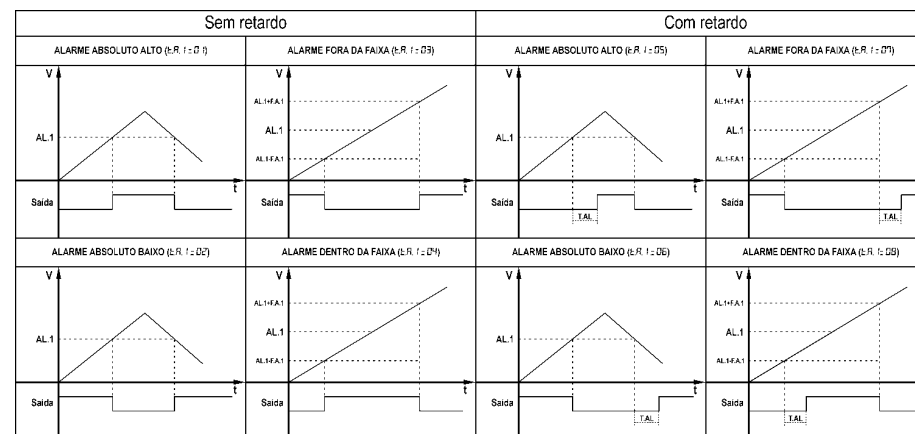 Sem retardo
Com retardo
ALARME ABSOLUTO ALTO (t.A. 1 = 01)
ALARME FORA DA FAIXA (t.A. 1 = 03)
ALARME ABSOLUTO ALTO (t.A. 1 = 05)
ALARME FORA DA FAIXA (t.A. 1 = 07)
V
AL.1
t
Saída
V
AL.1+F.A.1
AL.1
AL.1-F.A.1
t
Saída
V
AL.1
t
Saída
T.AL
V
AL.1+F.A.1
AL.1
AL.1-F.A.1
t
Saída
T.AL
ALARME ABSOLUTO BAIXO (t.A. 1 = 02)
ALARME DENTRO DA FAIXA (t.A. 1 = 04)
ALARME ABSOLUTO BAIXO (t.A. 1 = 06)
ALARME DENTRO DA FAIXA (t.A. 1 = 08)
V
AL.1
t
Saída
V
AL.1+F.A.1
AL.1
AL.1-F.A.1
t
Saída
V
AL.1
t
Saída
T.AL
V
AL.1+F.A.1
AL.1
AL.1-F.A.1
t
Saída
T.AL